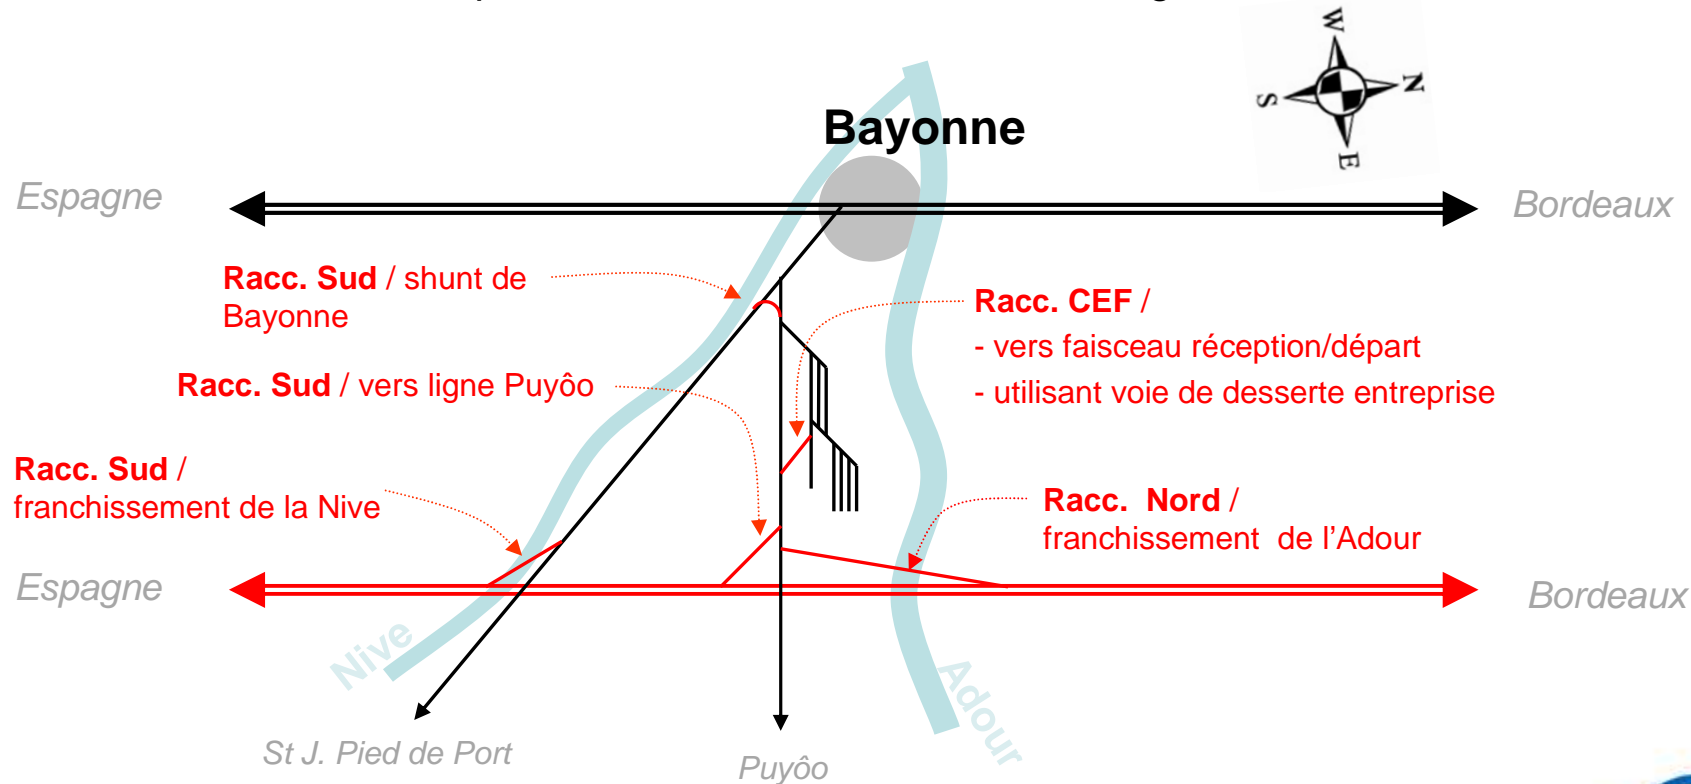 W
N
S
E
Bayonne
Espagne
Bordeaux
Racc. Sud / shunt de
Bayonne
Racc. CEF /
- vers faisceau réception/départ
- utilisant voie de desserte entreprise
Racc. Sud / vers ligne Puyôo
Racc. Sud /
franchissement de la Nive
Racc. Nord /
franchissement de l’Adour
Espagne
Bordeaux
Nive
Adour
St J. Pied de Port
Puyôo